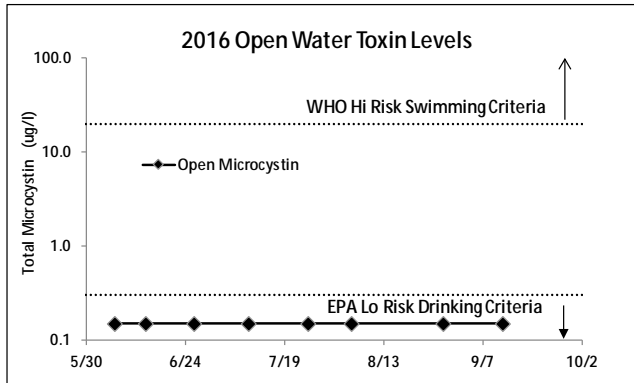 2016 Open Water Toxin Levels
100.0
WHO Hi Risk Swimming Criteria
10.0
Open Microcystin
Total Microcystin (ug/l)
1.0
EPA Lo Risk Drinking Criteria
0.1
5/30 6/24 7/19 8/13 9/7 10/2